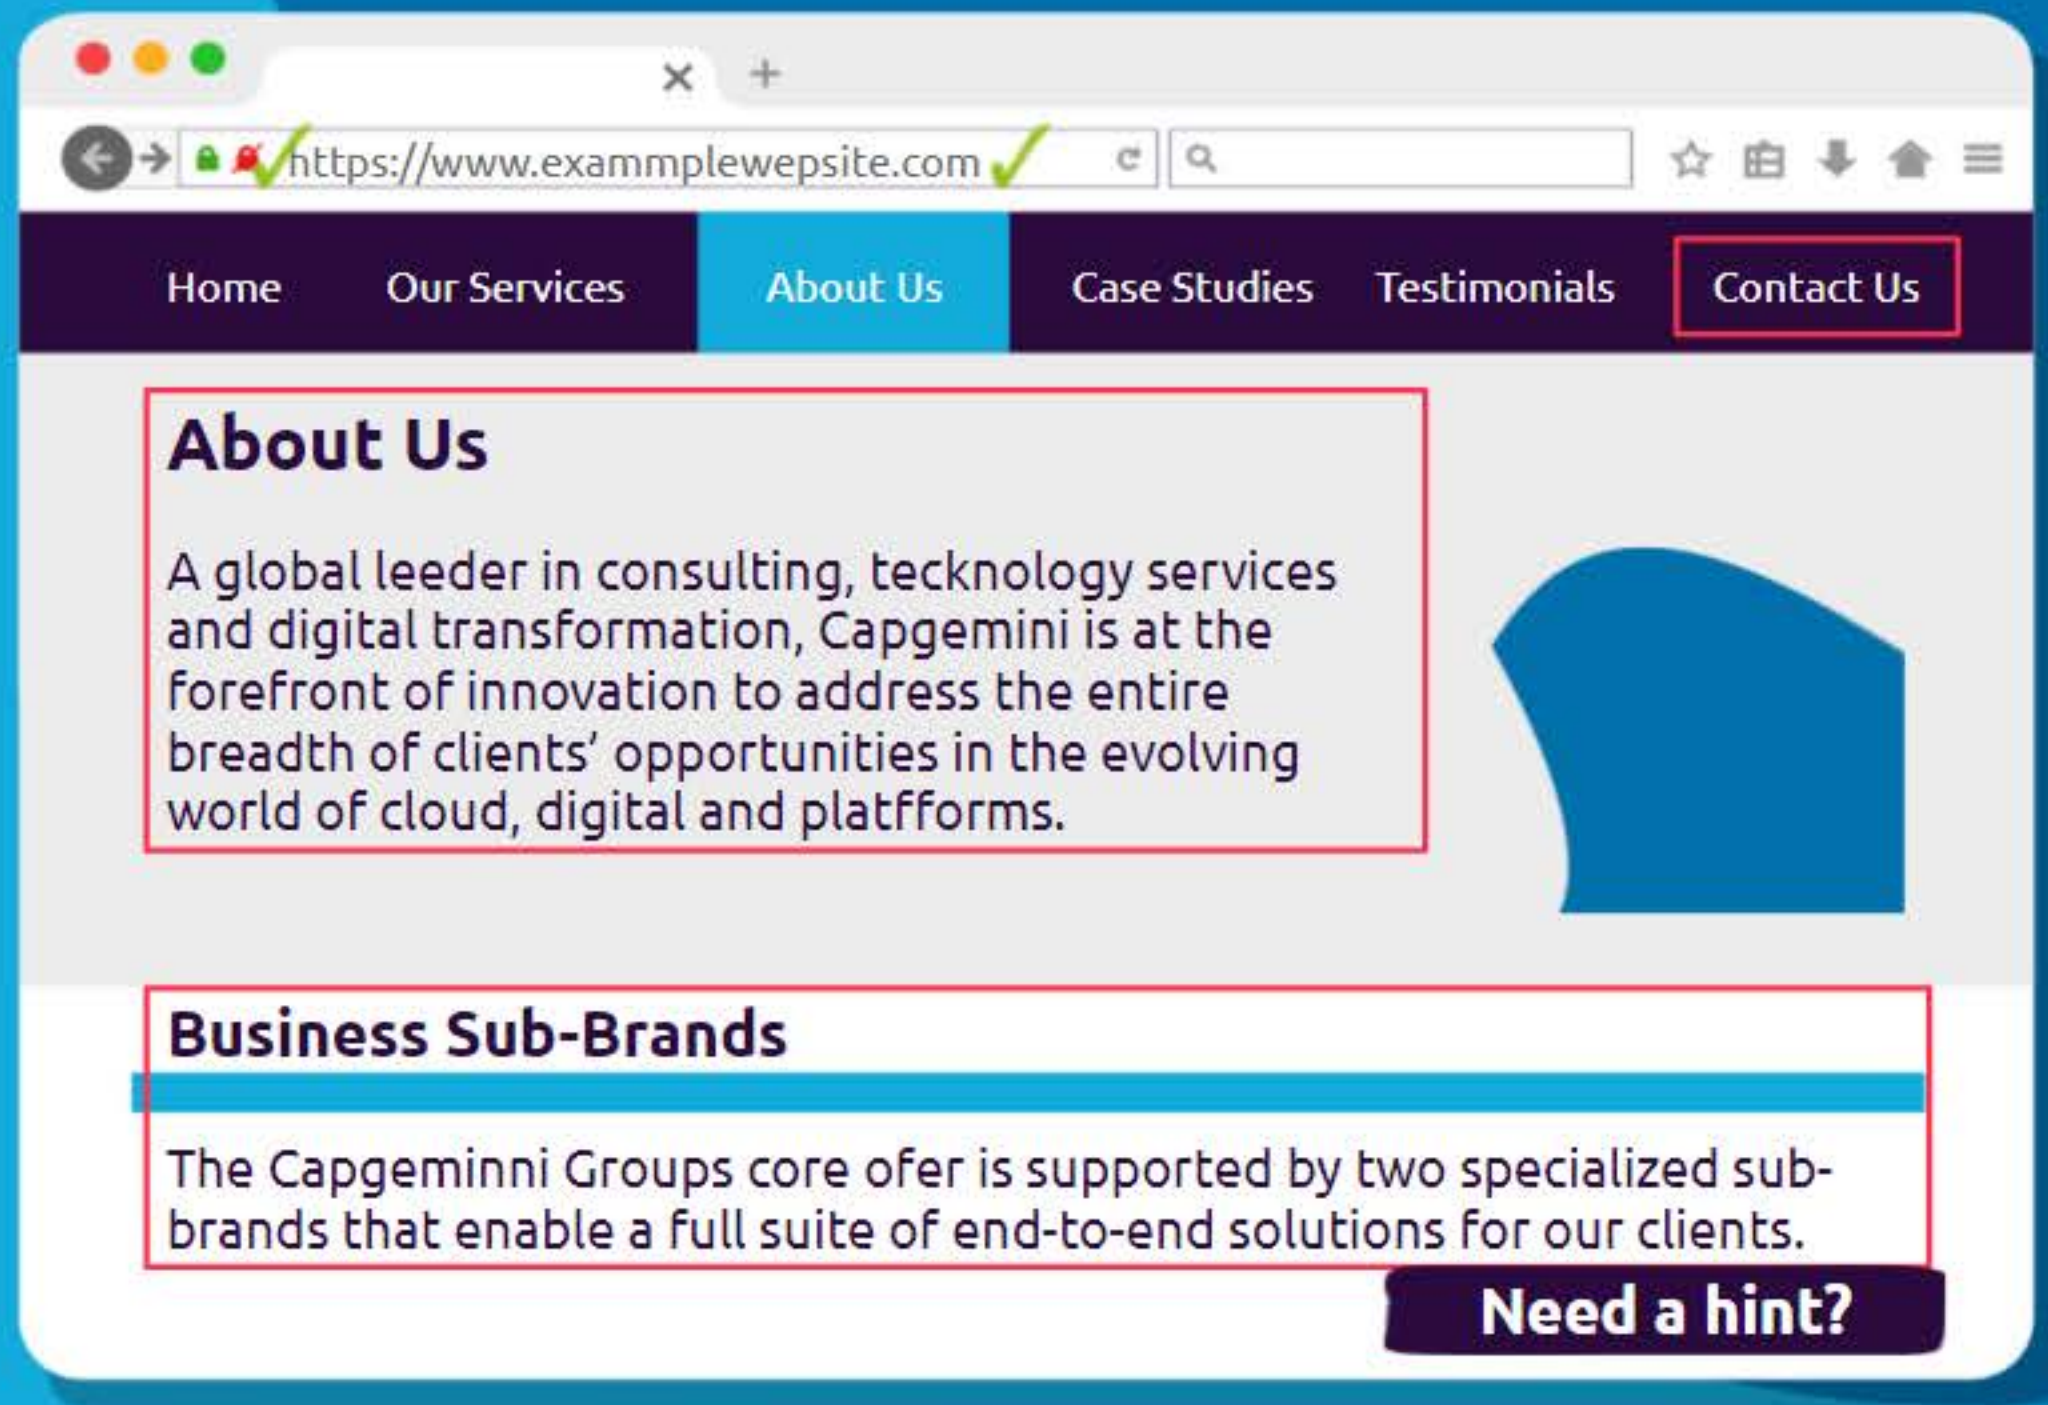 https://www.exammplewepsite.com
Home Our Services About Us Case Studies Testimonials Contact Us
About Us
A global leeder in consulting, tecknology services
and digital transformation, Capgemini is at the
forefront of innovation to address the entire
breadth of clients’ opportunities in the evolving
world of cloud, digital and platfforms.
Business Sub-Brands
The Capgeminni Groups core ofer is supported by two specialized sub-
brands that enable a full suite of end-to-end solutions for our clients.
Need a hint?